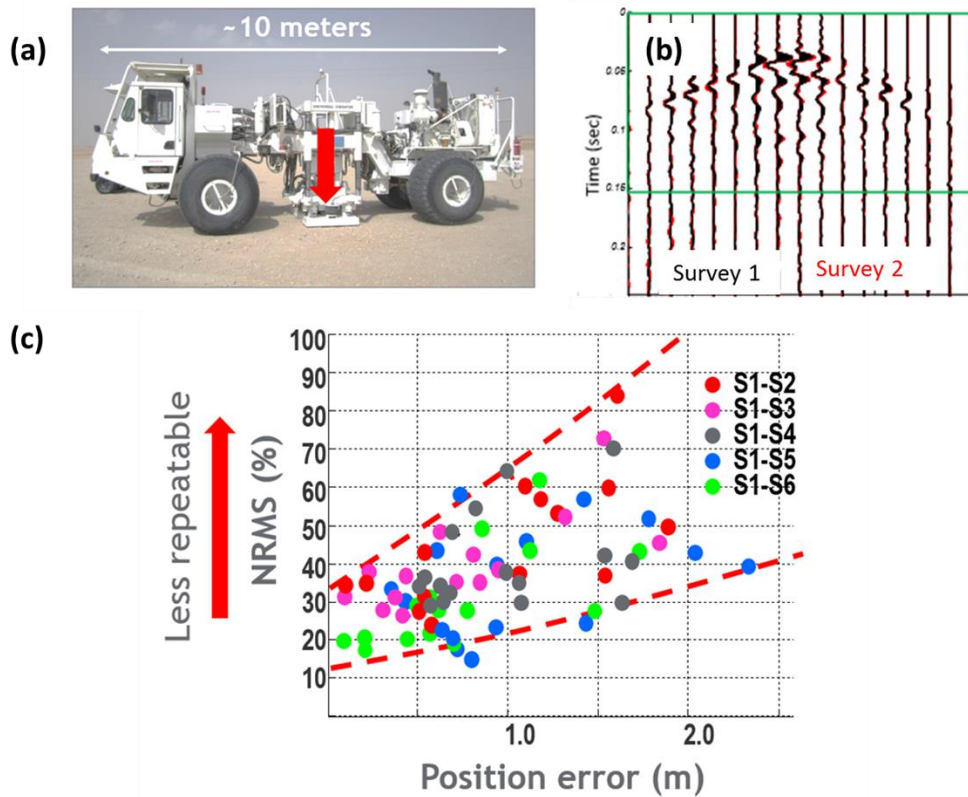 (a)
~10 meters
(b)
0
0.05
0.1
0.15
0.2
Time (sec)
Survey 1
Survey 2
(c)
Less repeatable
NRMS (%)
100
90
80
70
60
50
40
30
20
10
S1-S2
S1-S3
S1-S4
S1-S5
S1-S6
1.0
2.0
Position error (m)